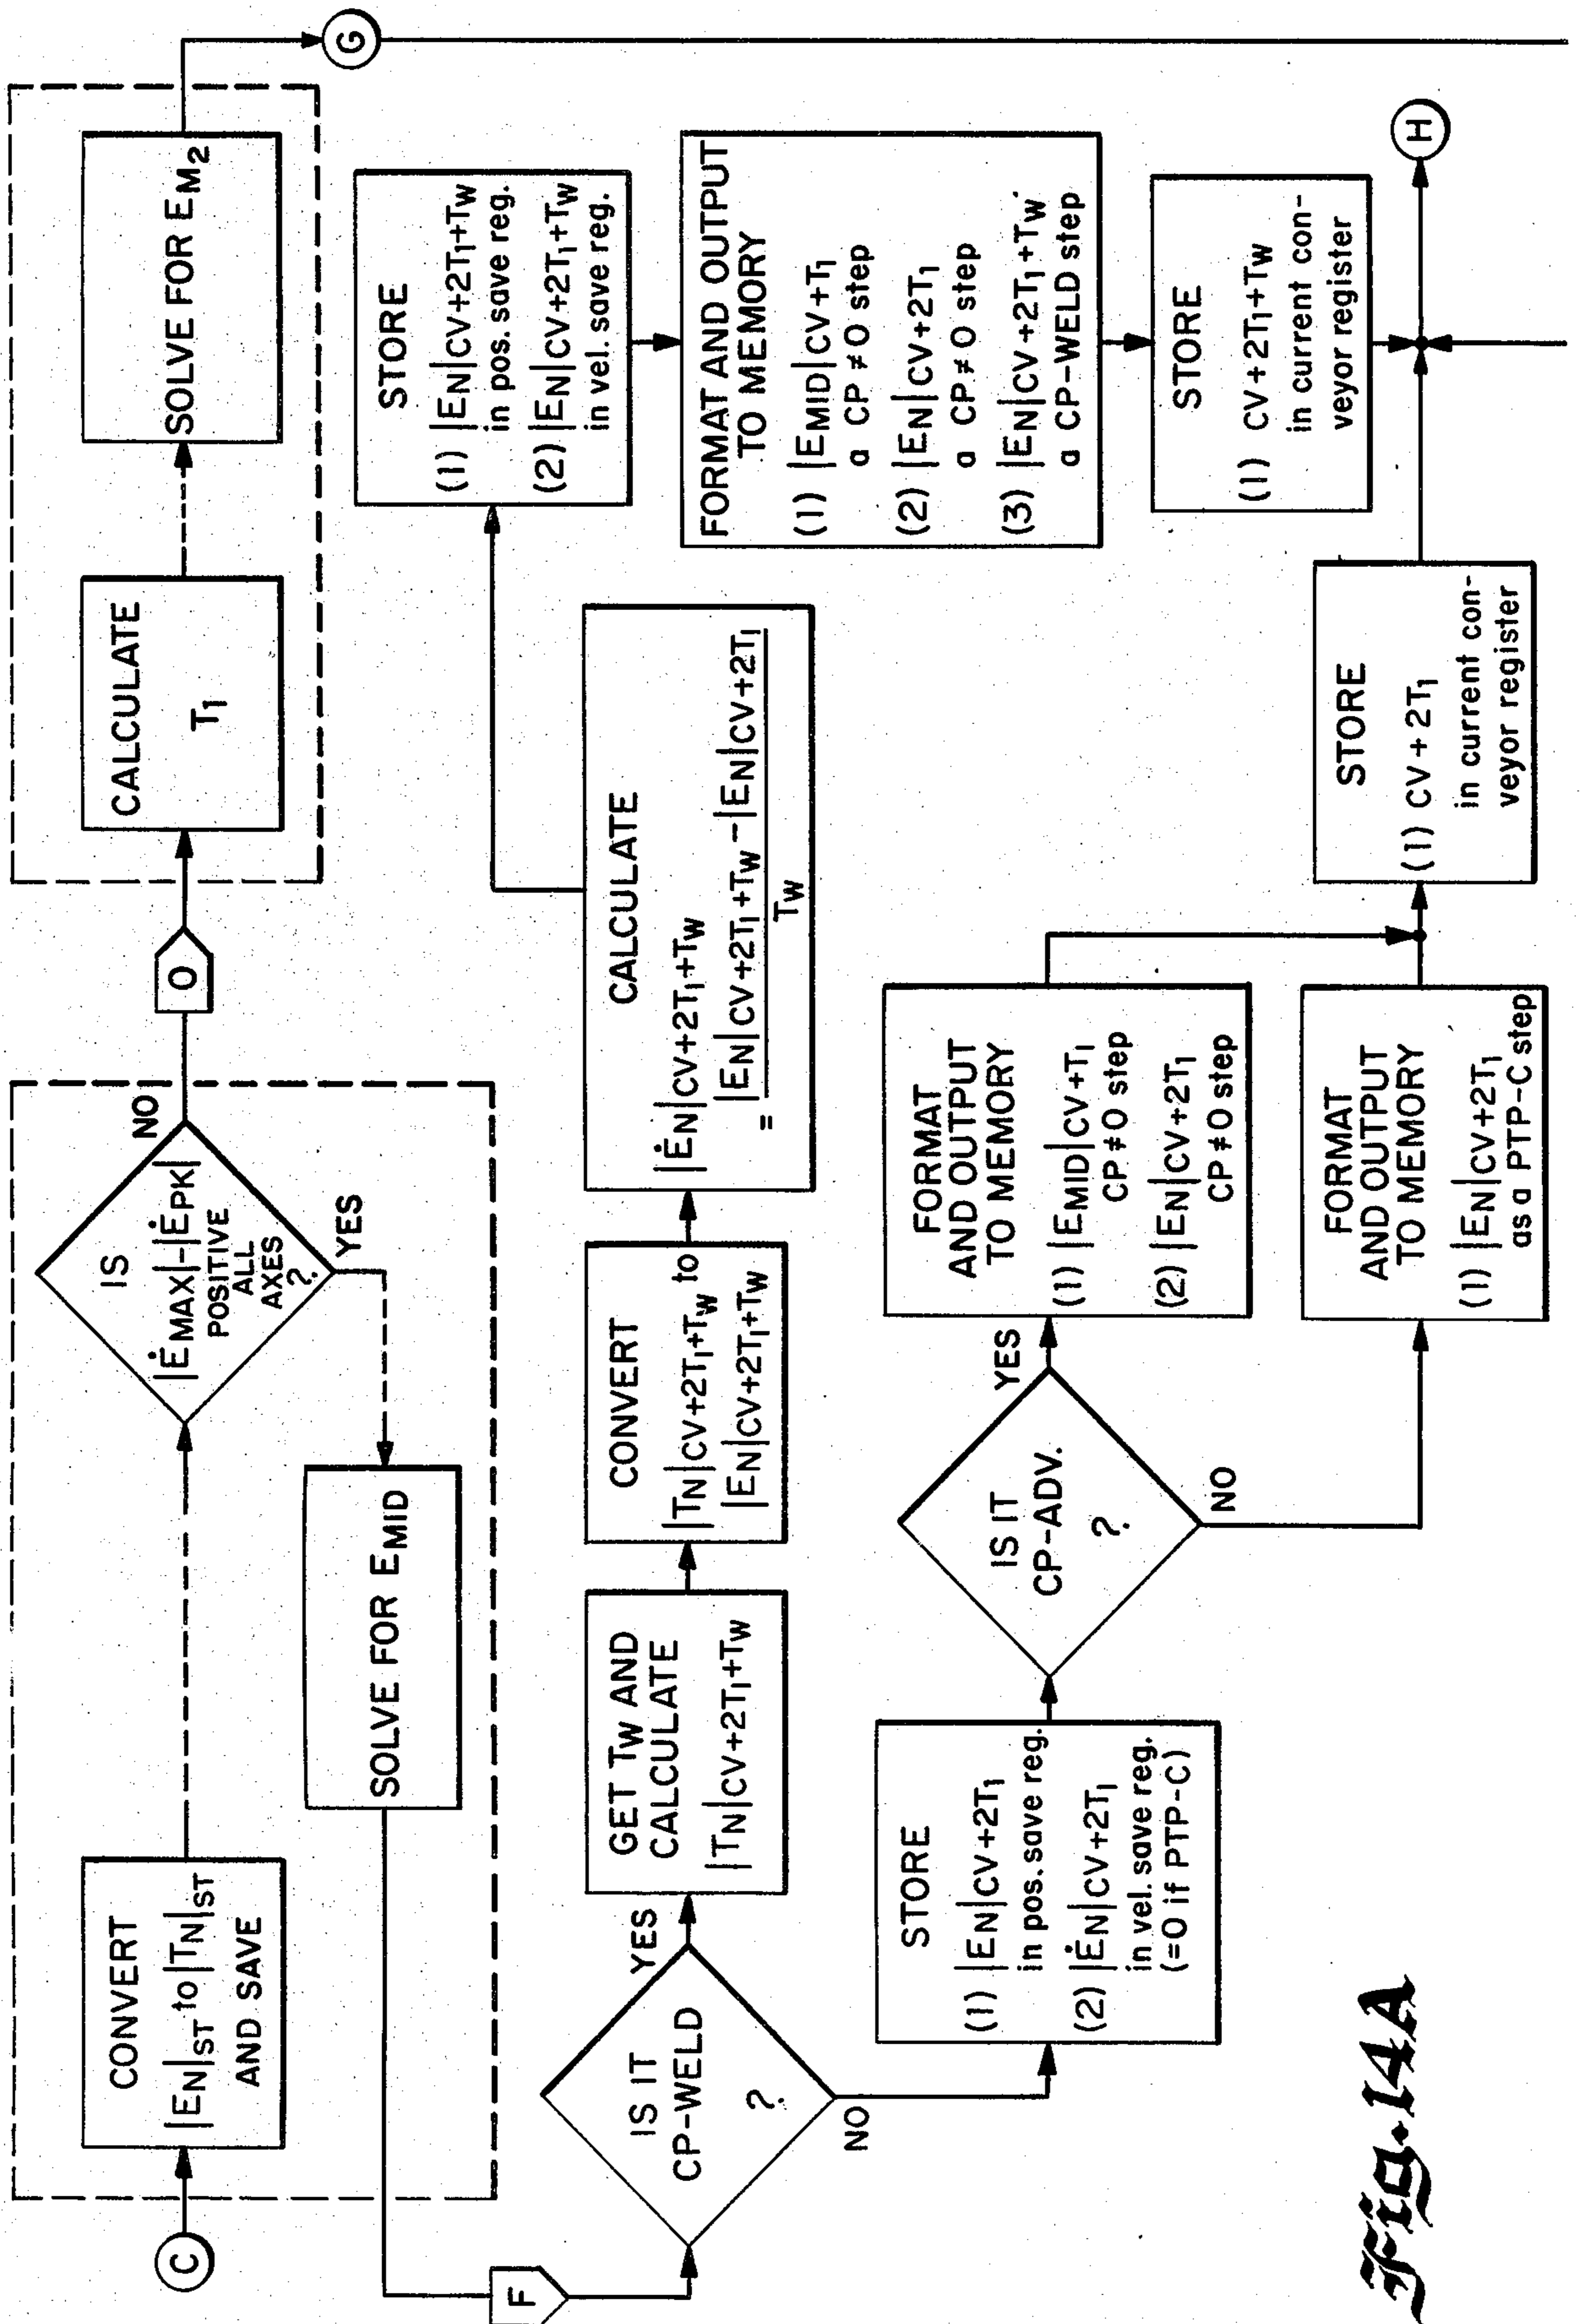 C
CONVERT
|EN|ST to |TN|ST
AND SAVE
IS
|ĖMAX|-|ĖPK|
POSITIVE
ALL
AXES
?
NO
YES
O
CALCULATE
T1
SOLVE FOR EM2
G
SOLVE FOR EMID
F
IS IT
CP-WELD
?
YES
NO
GET TW AND
CALCULATE
|TN|CV+2T1+TW
CONVERT
|TN|CV+2T1+TW to
|EN|CV+2T1+TW
CALCULATE
|ĖN|CV+2T1+TW
= |EN|CV+2T1+TW -|EN|CV+2T1
TW
STORE
(1) |EN|CV+2T1+TW
in pos. save reg.
(2) |ĖN|CV+2T1+TW
in vel. save reg.
FORMAT AND OUTPUT
TO MEMORY
(1) |EMID|CV+T1
a CP ≠ 0 step
(2) |EN|CV+2T1
a CP ≠ 0 step
(3) |EN|CV+2T1+TW
a CP-WELD step
STORE
(1) CV+2T1+TW
in current con-
veyor register
H
STORE
(1) |EN|CV+2T1
in pos. save reg.
(2) |ĖN|CV+2T1
in vel. save reg.
(=0 if PTP-C)
IS IT
CP-ADV.
?
YES
NO
FORMAT
AND OUTPUT
TO MEMORY
(1) |EMID|CV+T1
CP≠0 step
(2) |EN|CV+2T1
CP≠0 step
FORMAT
AND OUTPUT
TO MEMORY
(1) |EN|CV+2T1
as a PTP-C step
STORE
(1) CV+2T1
in current con-
veyor register
Fig. 14A